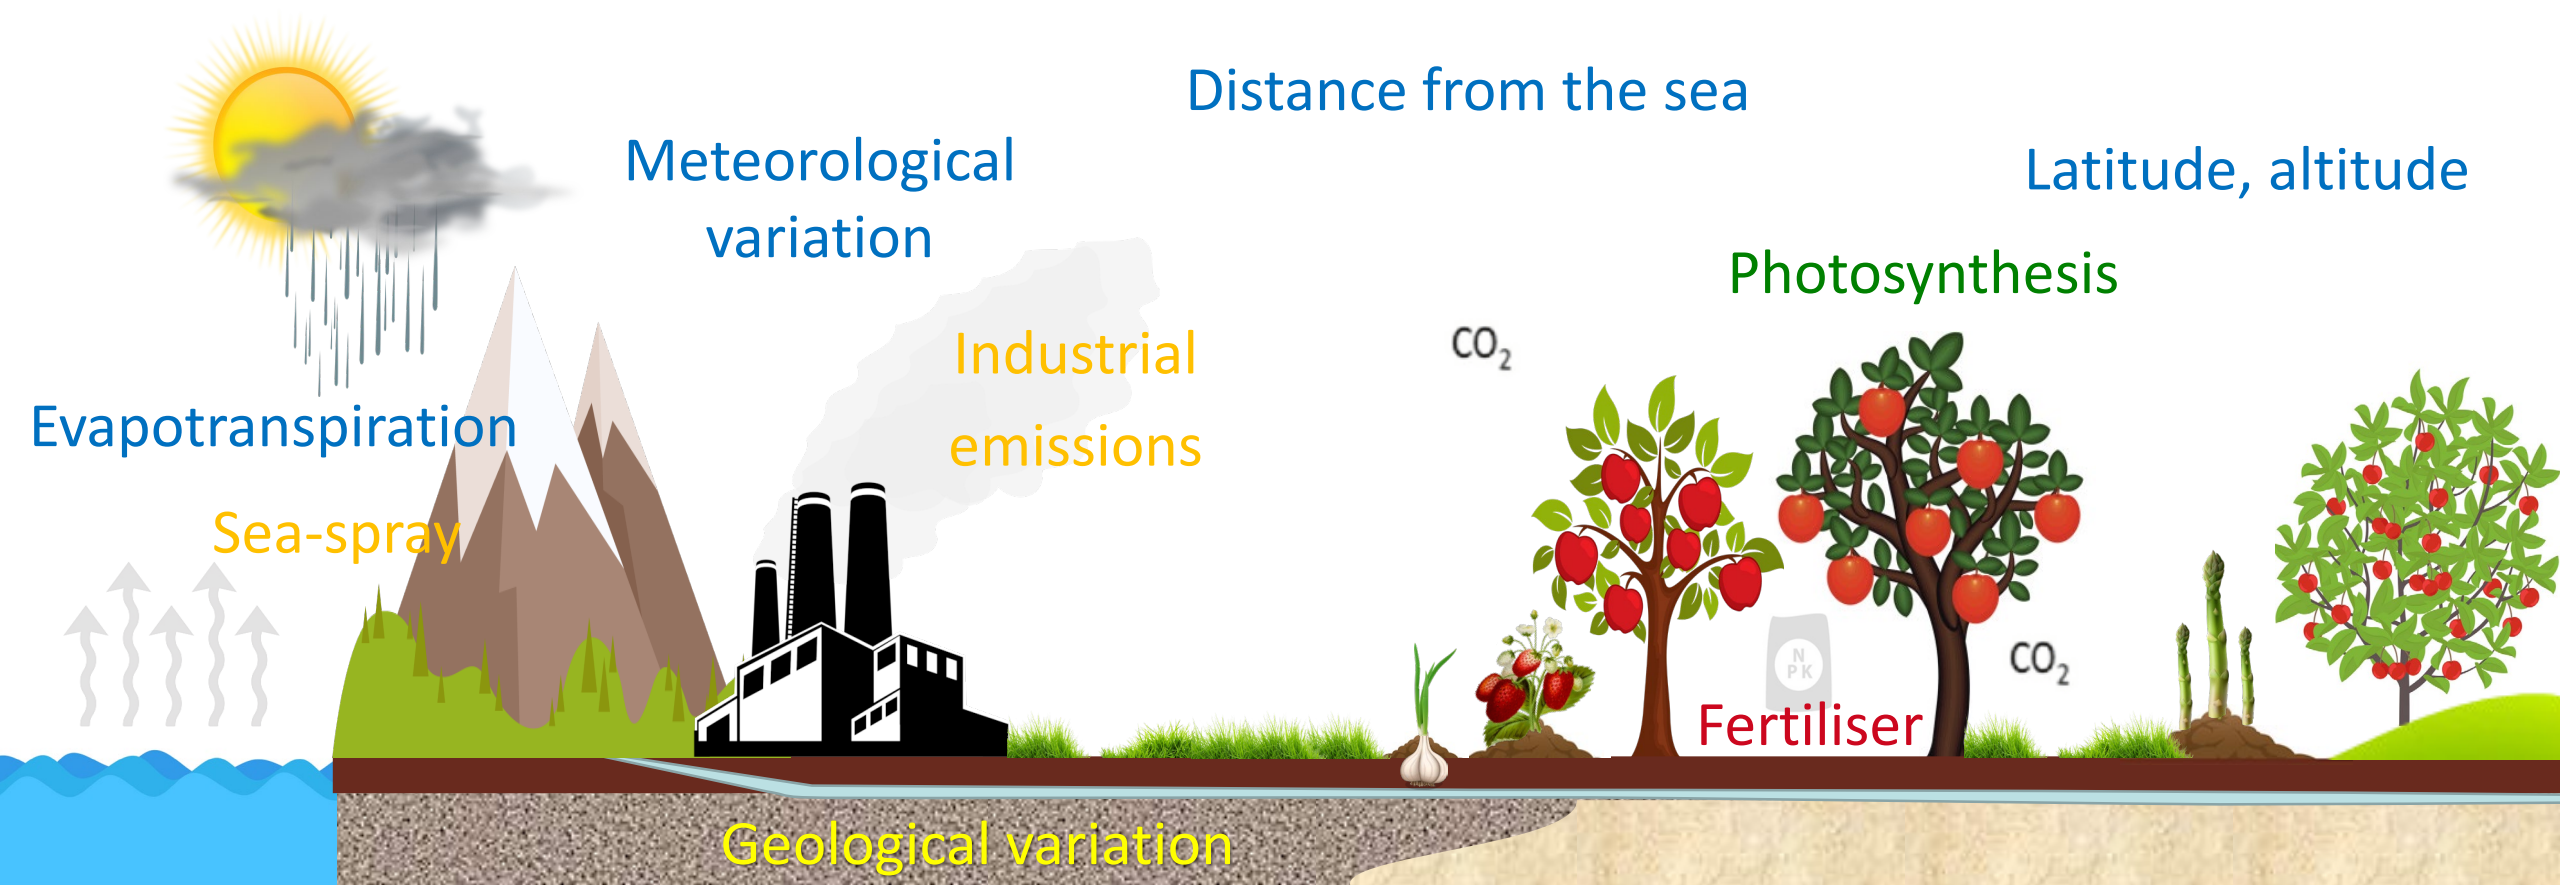 Distance from the sea
Meteorological
variation
Latitude, altitude
Photosynthesis
Industrial
emissions
CO₂
Evapotranspiration
Sea-spray
N
PK
CO₂
Fertiliser
Geological variation